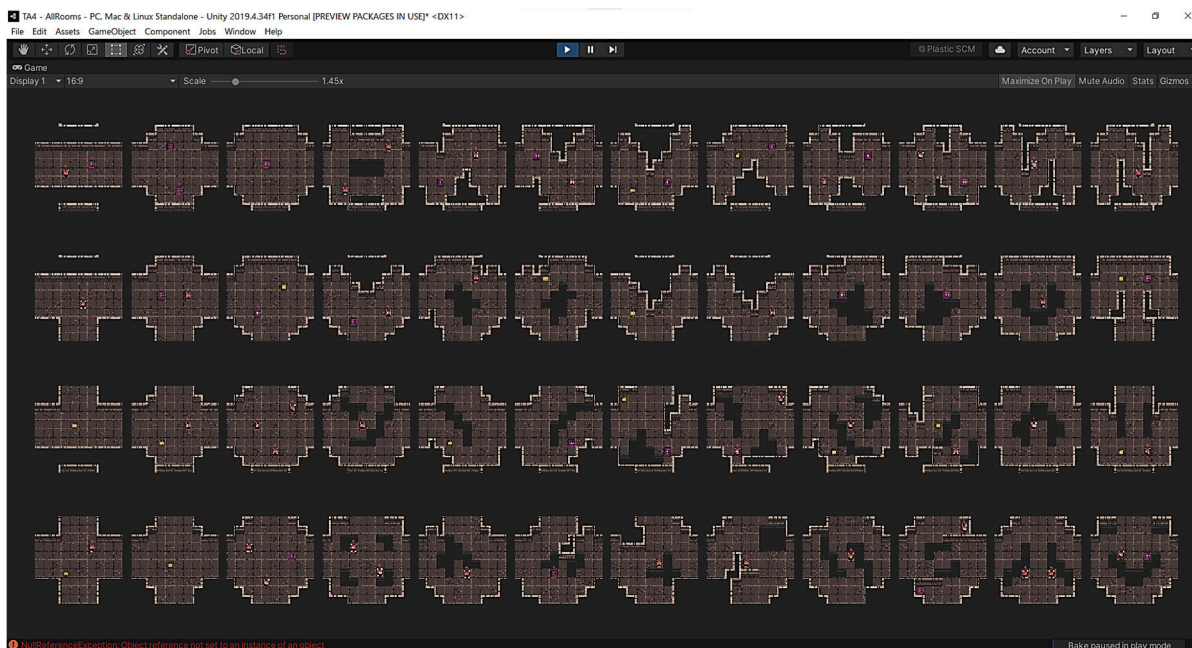 TA4 - AllRooms - PC, Mac & Linux Standalone - Unity 2019.4.34f1 Personal [PREVIEW PACKAGES IN USE]* <DX11>
File Edit Assets GameObject Component Jobs Window Help
Pivot Local Plastic SCM Account Layers Layout
Game
Display 1 16:9 Scale 1.45x Maximize On Play Mute Audio Stats Gizmos
NullReferenceException: Object reference not set to an instance of an object
Bake paused in play mode